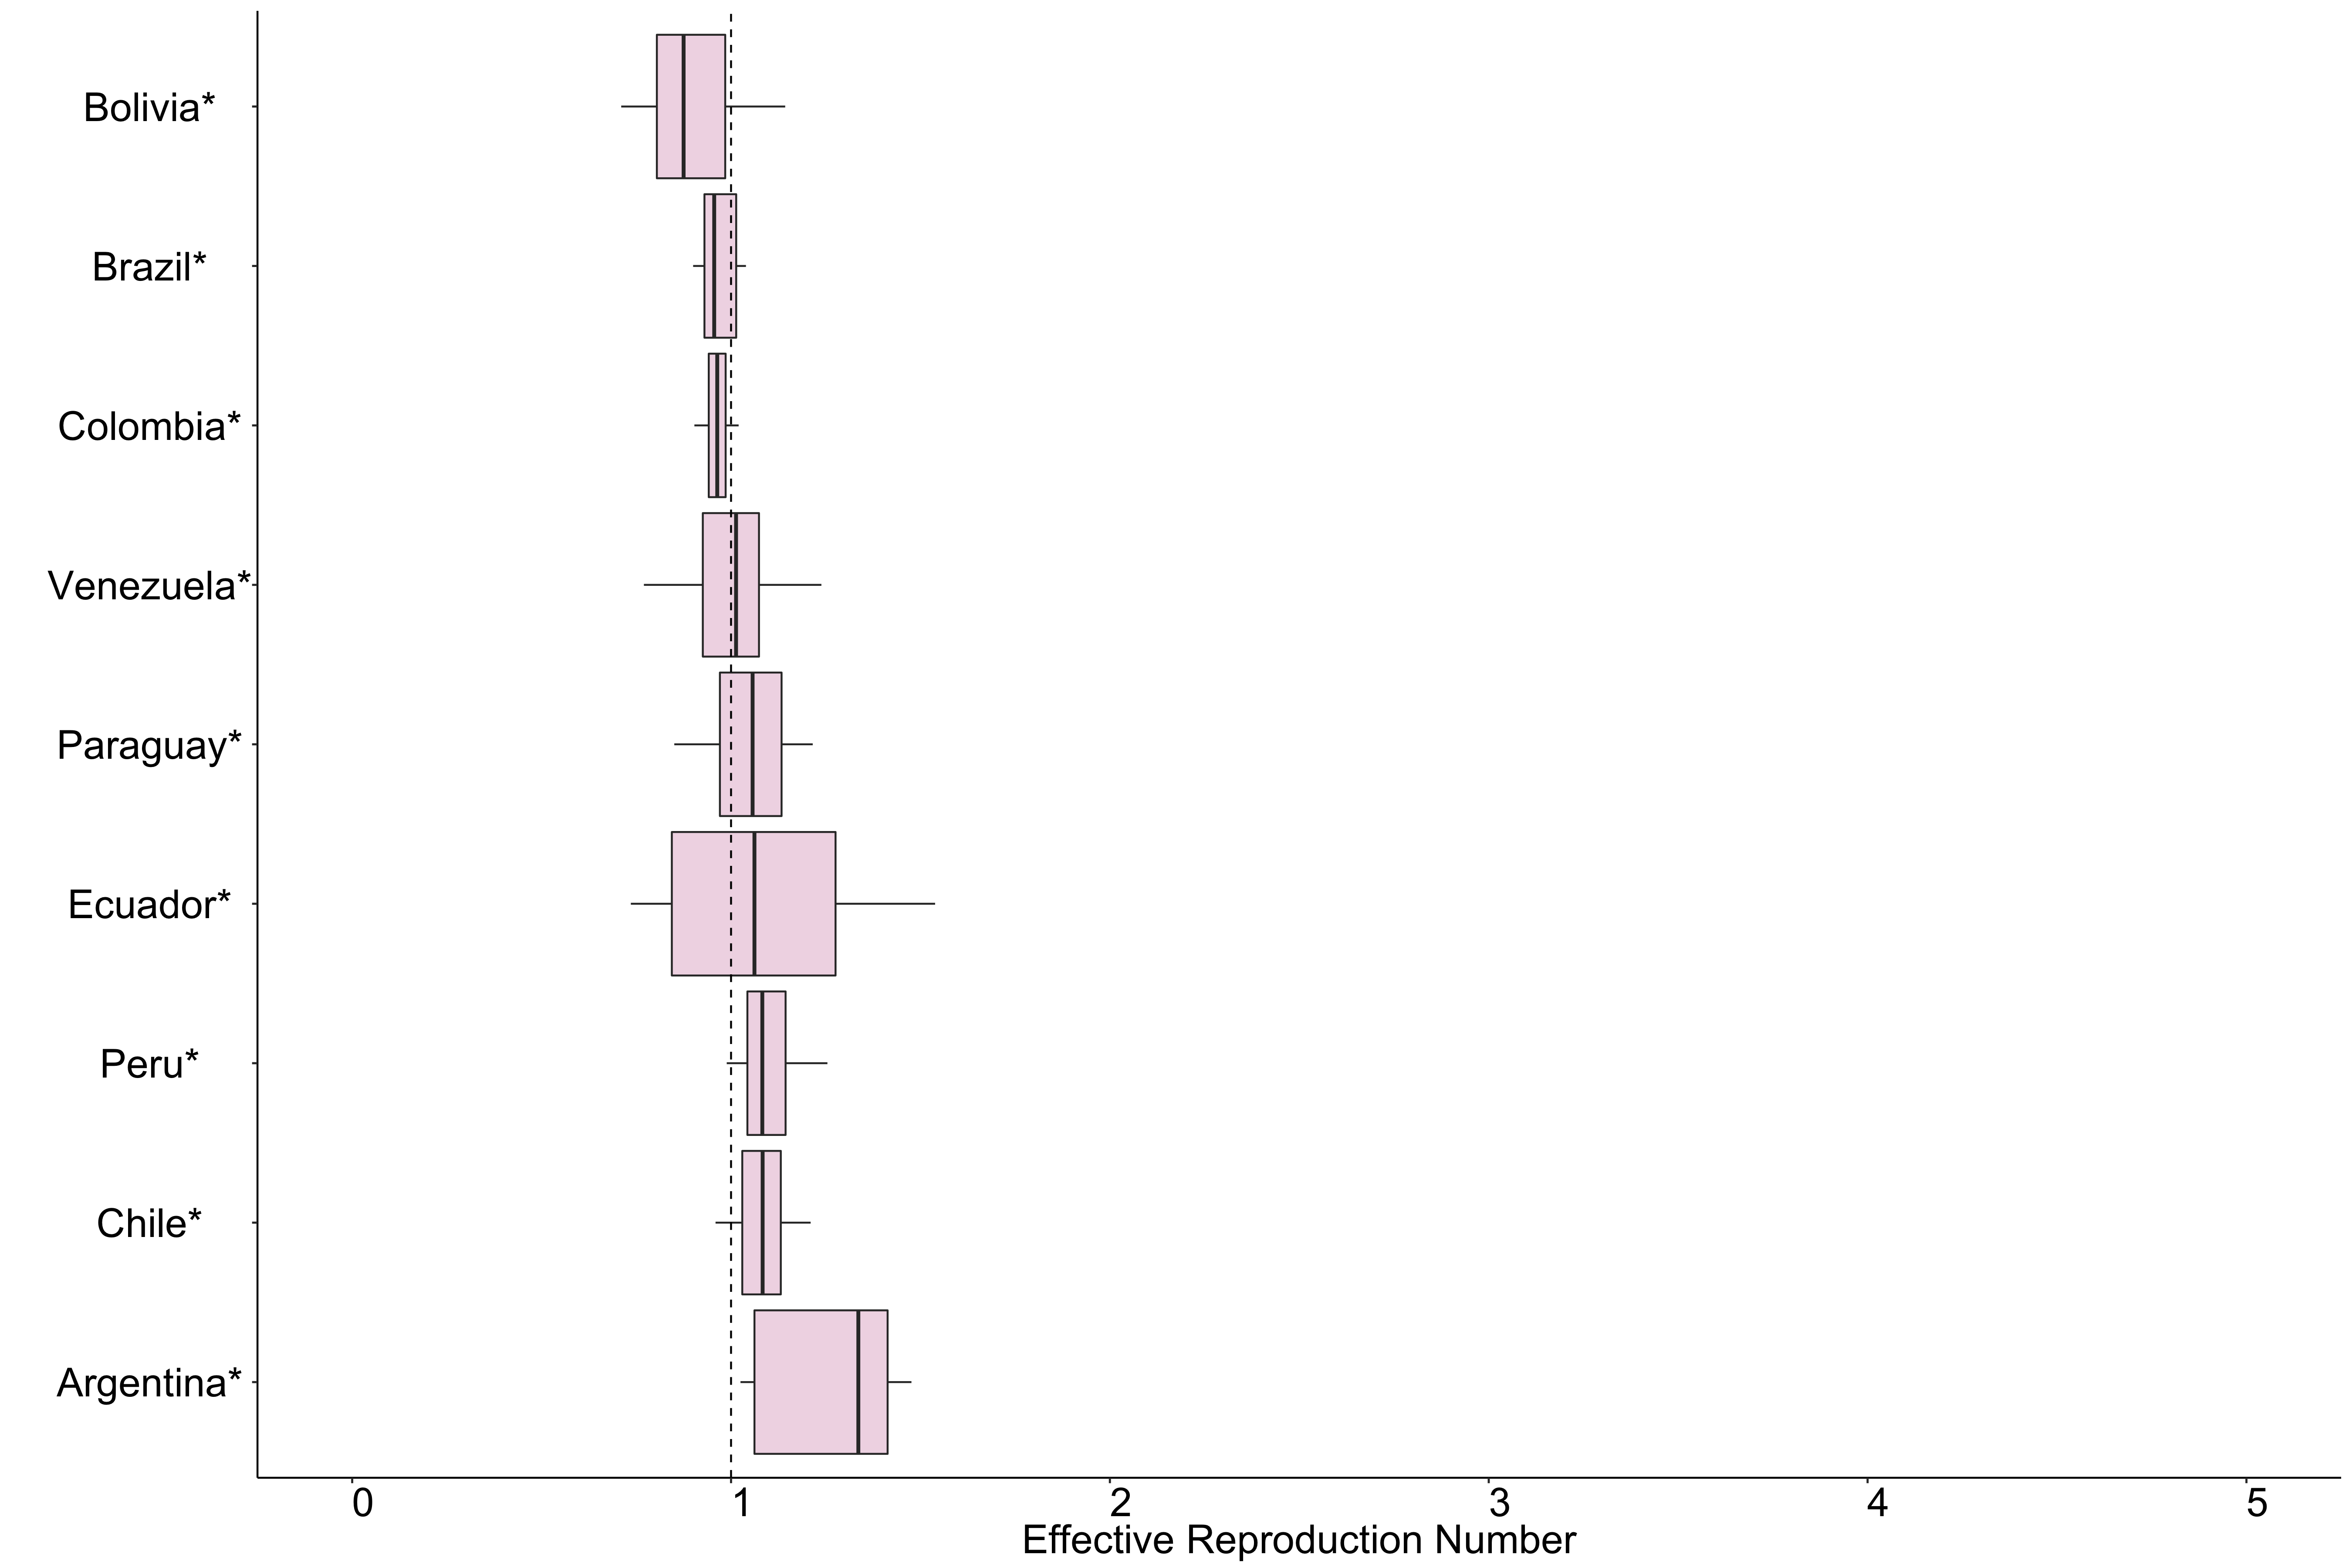 Bolivia*
Brazil*
Colombia*
Venezuela*
Paraguay*
Ecuador*
Peru*
Chile*
Argentina*
0 1 2 3 4 5
Effective Reproduction Number